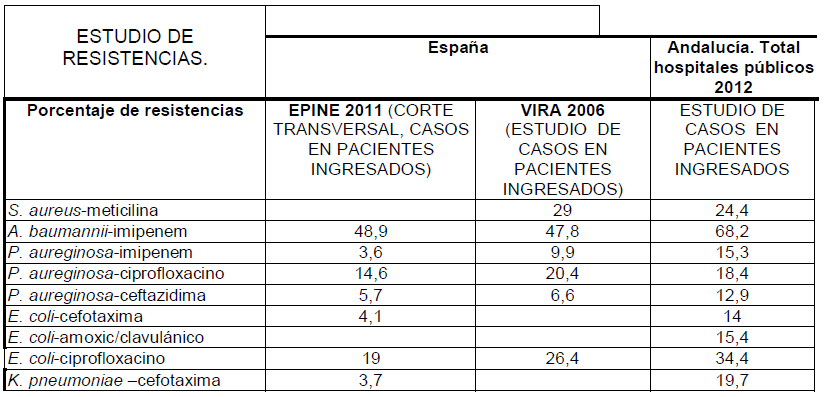 ESTUDIO DE
RESISTENCIAS.
España
Andalucía. Total
hospitales públicos
2012
Porcentaje de resistencias
EPINE 2011 (CORTE
TRANSVERSAL, CASOS
EN PACIENTES
INGRESADOS)
VIRA 2006
(ESTUDIO DE
CASOS EN
PACIENTES
INGRESADOS)
ESTUDIO DE
CASOS EN
PACIENTES
INGRESADOS
S. aureus-meticilina 29 24,4
A. baumannii-imipenem 48,9 47,8 68,2
P. aureginosa-imipenem 3,6 9,9 15,3
P. aureginosa-ciprofloxacino 14,6 20,4 18,4
P. aureginosa-ceftazidima 5,7 6,6 12,9
E. coli-cefotaxima 4,1 14
E. coli-amoxic/clavulánico 15,4
E. coli-ciprofloxacino 19 26,4 34,4
K. pneumoniae –cefotaxima 3,7 19,7